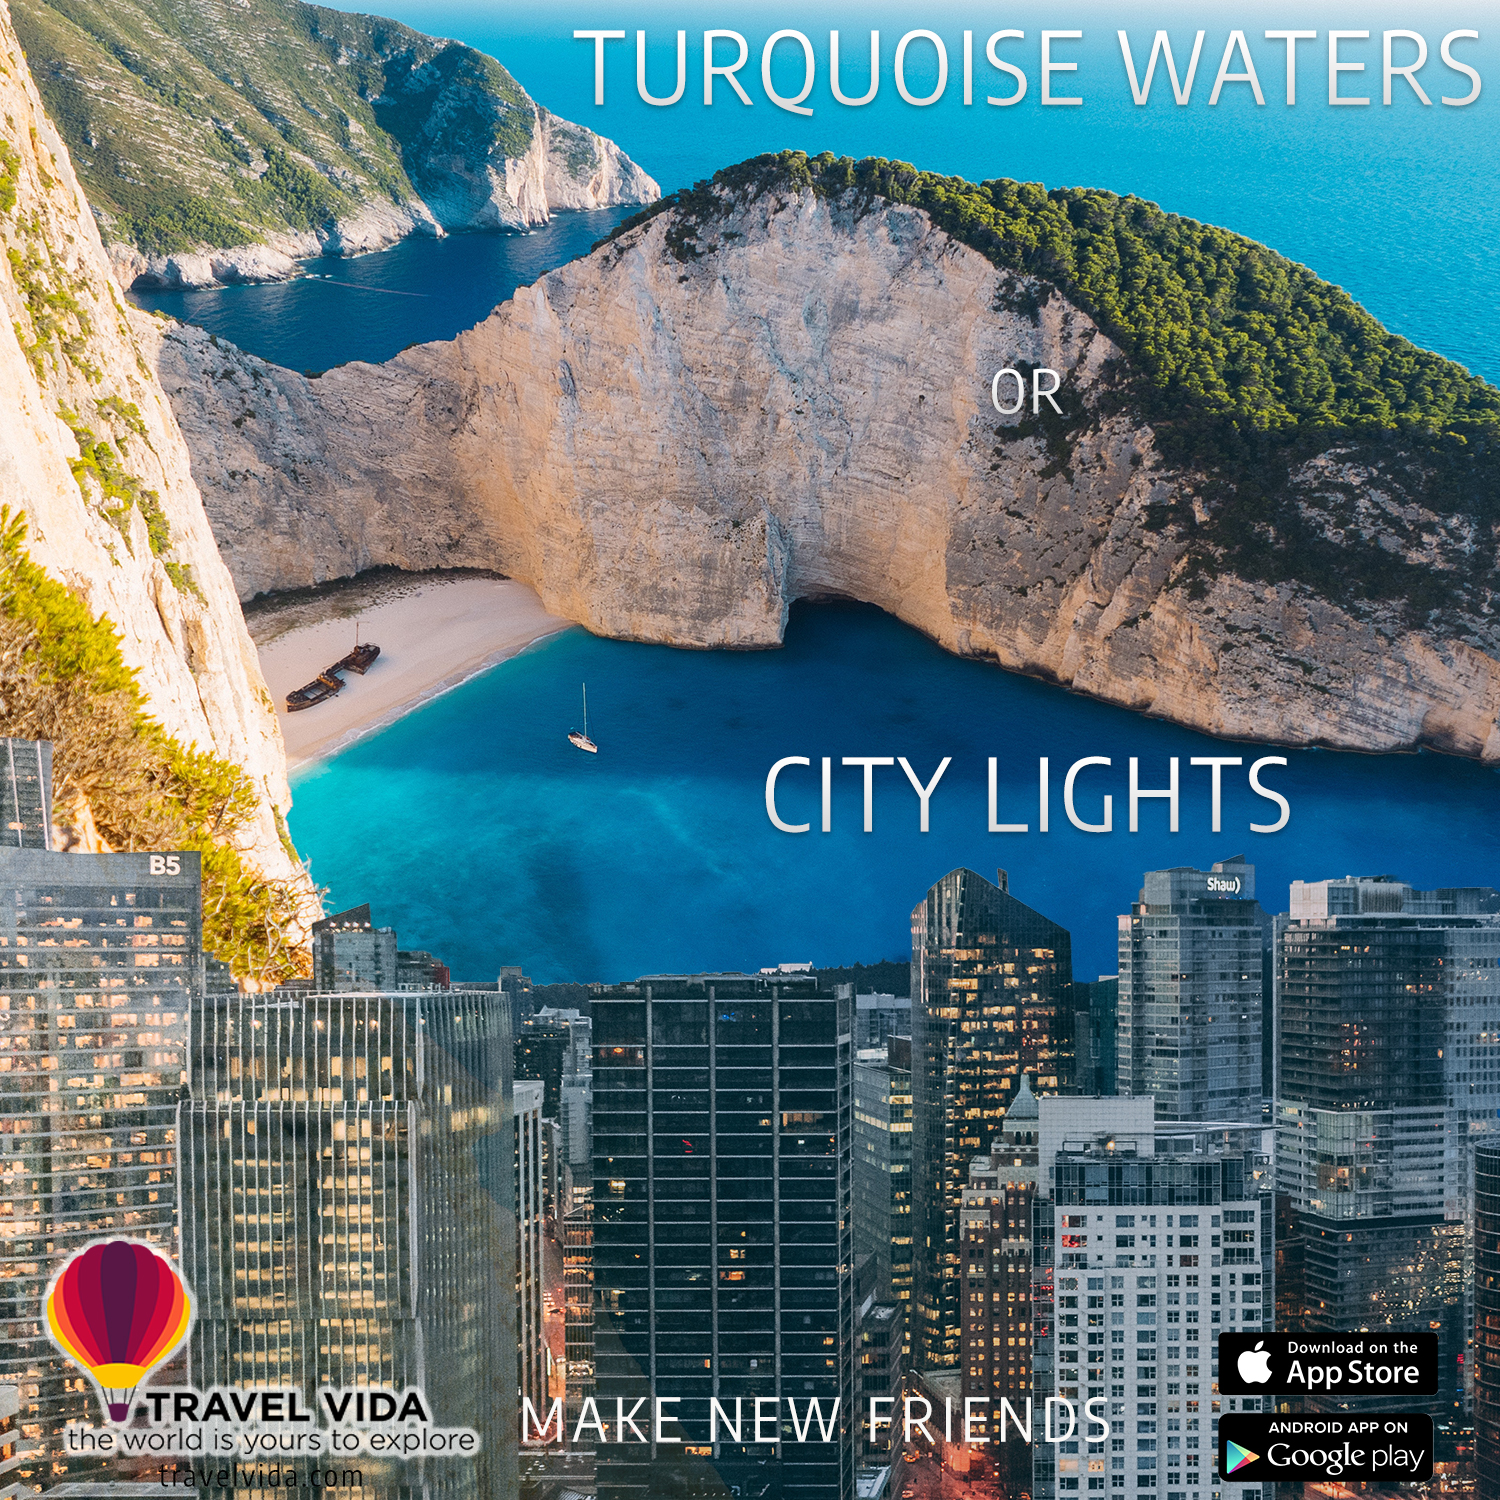 TURQUOISE WATERS
OR
CITY LIGHTS
B5
Shaw)
TRAVEL VIDA
the world is yours to explore
travelvida.com
MAKE NEW FRIENDS
Download on the
App Store
ANDROID APP ON
Google play